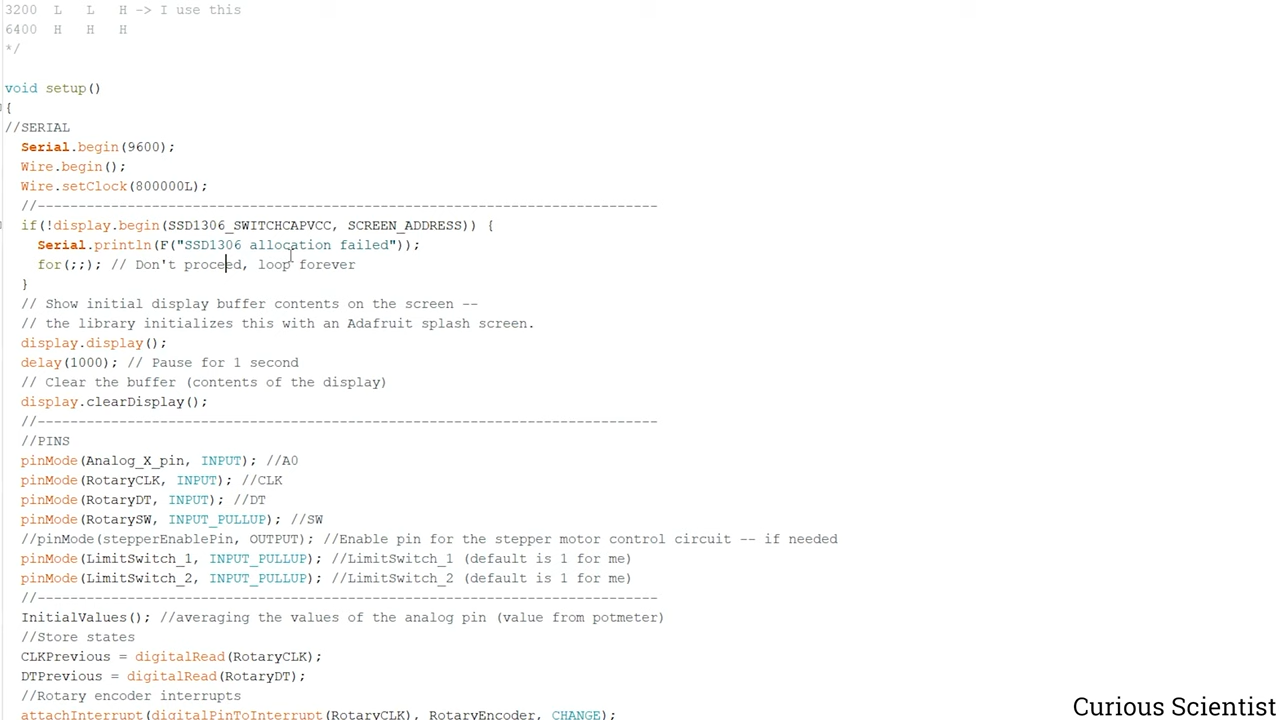 3200  L   L   H -> I use this
6400  H   H   H
*/
void setup()
{
//SERIAL
  Serial.begin(9600);
  Wire.begin();
  Wire.setClock(800000L);
  //----------------------------------------------------------------------------
  if(!display.begin(SSD1306_SWITCHCAPVCC, SCREEN_ADDRESS)) {
    Serial.println(F("SSD1306 allocation failed"));
    for(;;); // Don't proceed, loop forever
  }
  // Show initial display buffer contents on the screen --
  // the library initializes this with an Adafruit splash screen.
  display.display();
  delay(1000); // Pause for 1 second
  // Clear the buffer (contents of the display)
  display.clearDisplay();
  //----------------------------------------------------------------------------
  //PINS
  pinMode(Analog_X_pin, INPUT); //A0
  pinMode(RotaryCLK, INPUT); //CLK
  pinMode(RotaryDT, INPUT); //DT
  pinMode(RotarySW, INPUT_PULLUP); //SW
  //pinMode(stepperEnablePin, OUTPUT); //Enable pin for the stepper motor control circuit -- if needed
  pinMode(LimitSwitch_1, INPUT_PULLUP); //LimitSwitch_1 (default is 1 for me)
  pinMode(LimitSwitch_2, INPUT_PULLUP); //LimitSwitch_2 (default is 1 for me)
  //----------------------------------------------------------------------------
  InitialValues(); //averaging the values of the analog pin (value from potmeter)
  //Store states
  CLKPrevious = digitalRead(RotaryCLK);
  DTPrevious = digitalRead(RotaryDT);
  //Rotary encoder interrupts
  attachInterrupt(digitalPinToInterrupt(RotaryCLK), RotaryEncoder, CHANGE);
Curious Scientist